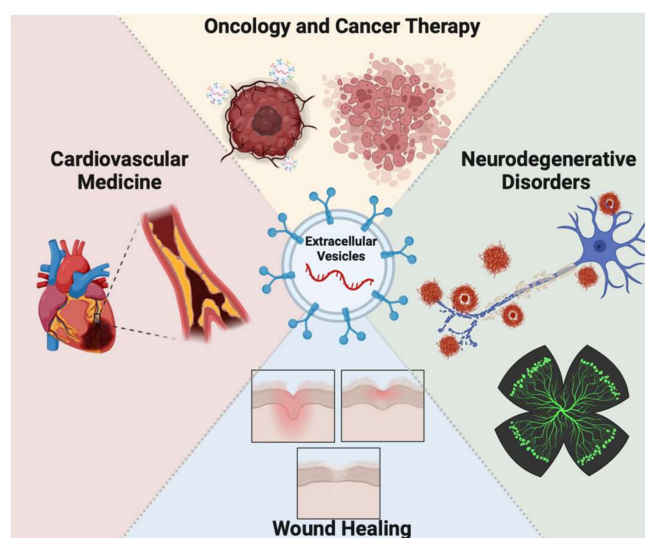 Oncology and Cancer Therapy
Cardiovascular
Medicine
Neurodegenerative
Disorders
Extracellular
Vesicles
Wound Healing